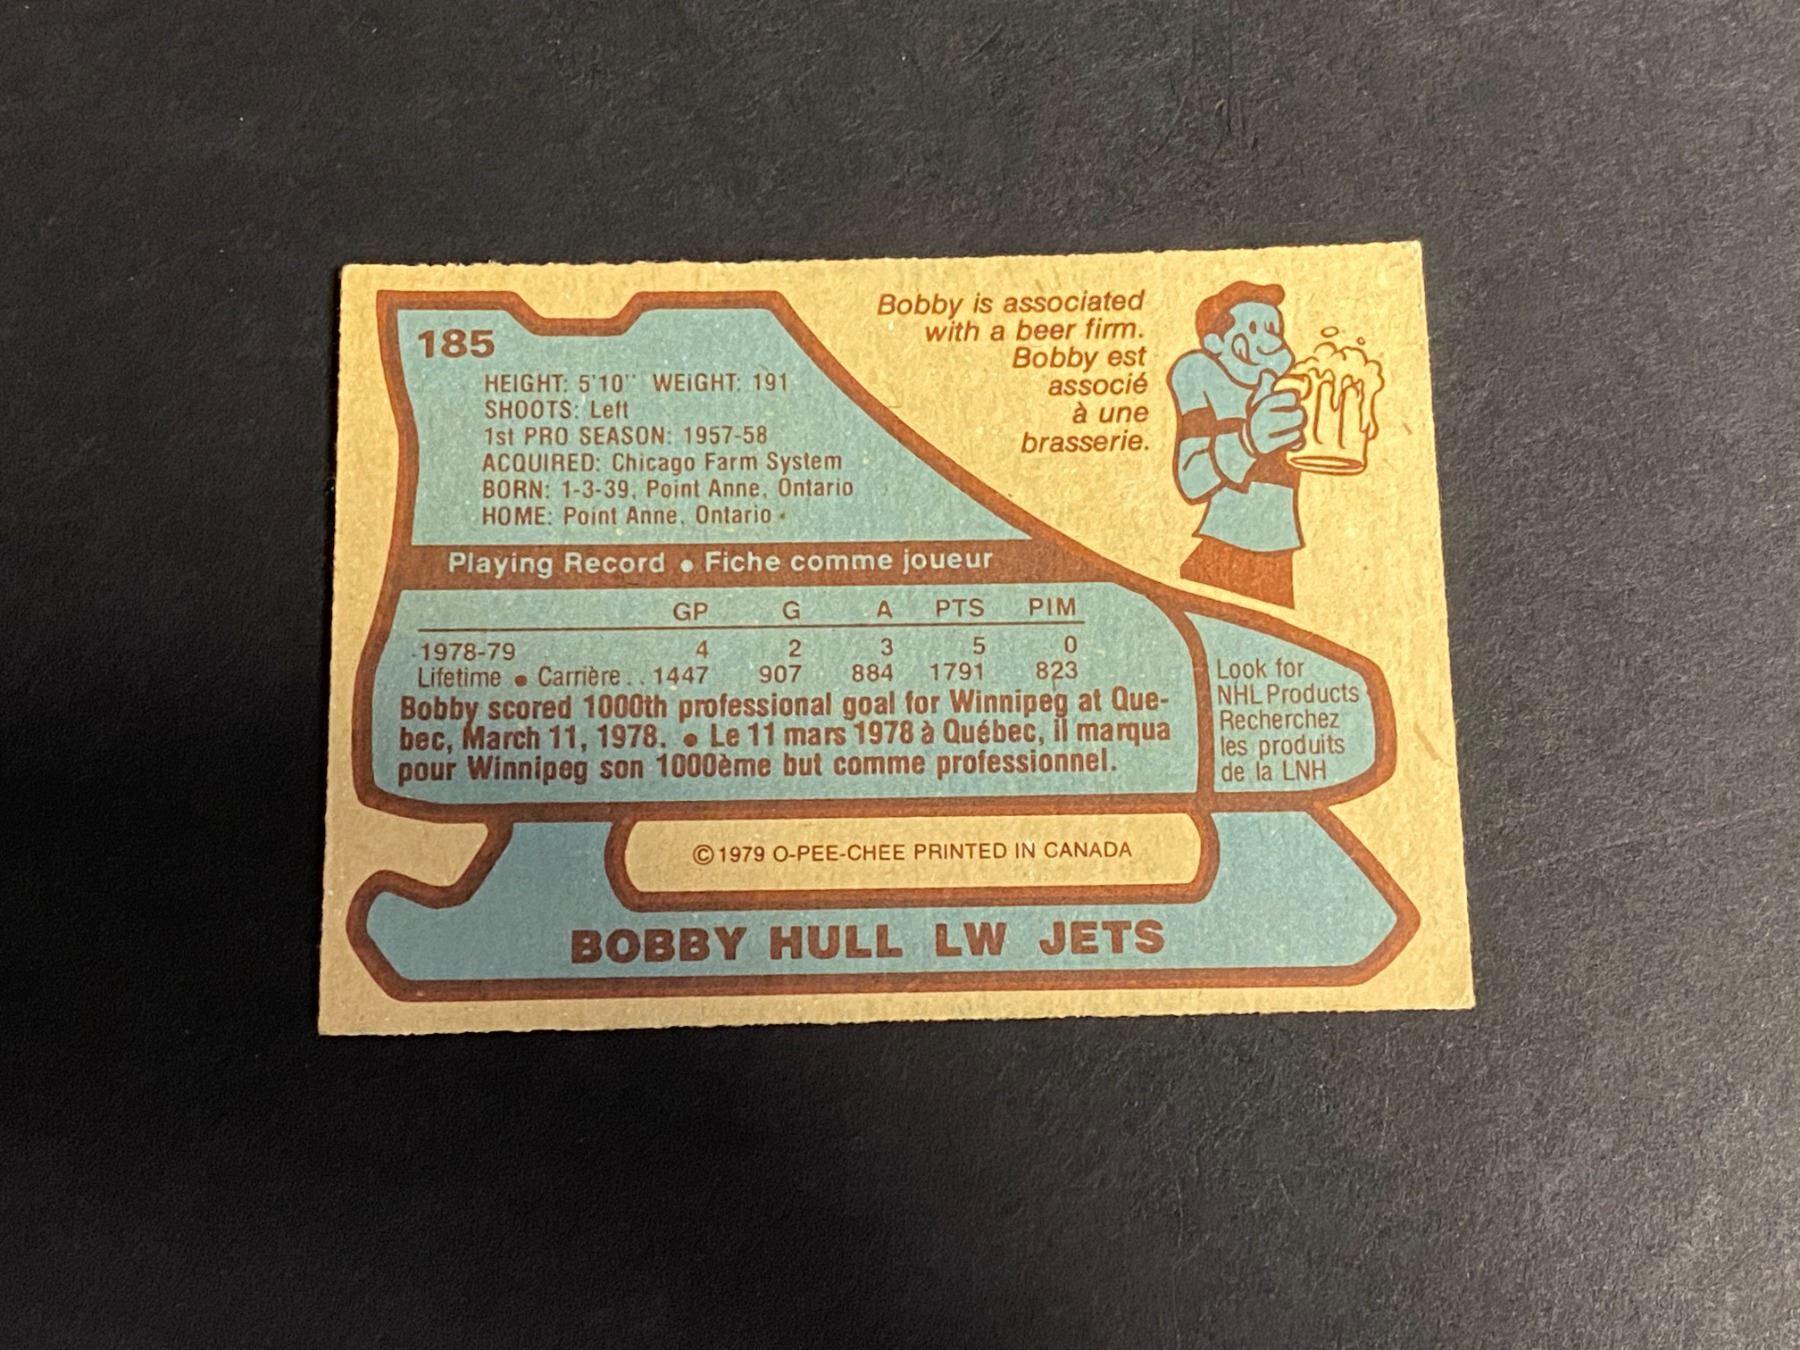 185
HEIGHT: 5'10" WEIGHT: 191
SHOOTS: Left
1st PRO SEASON: 1957-58
ACQUIRED: Chicago Farm System
BORN: 1-3-39, Point Anne, Ontario
HOME: Point Anne, Ontario
Bobby is associated
with a beer firm.
Bobby est
associé
à une
brasserie.
Playing Record • Fiche comme joueur
GP G A PTS PIM
1978-79 4 2 3 5 0
Lifetime • Carrière . . 1447 907 884 1791 823
Bobby scored 1000th professional goal for Winnipeg at Que-
bec, March 11, 1978. • Le 11 mars 1978 à Québec, il marqua
pour Winnipeg son 1000ème but comme professionnel.
Look for
NHL Products
Recherchez
les produits
de la LNH
© 1979 O-PEE-CHEE PRINTED IN CANADA
BOBBY HULL LW JETS